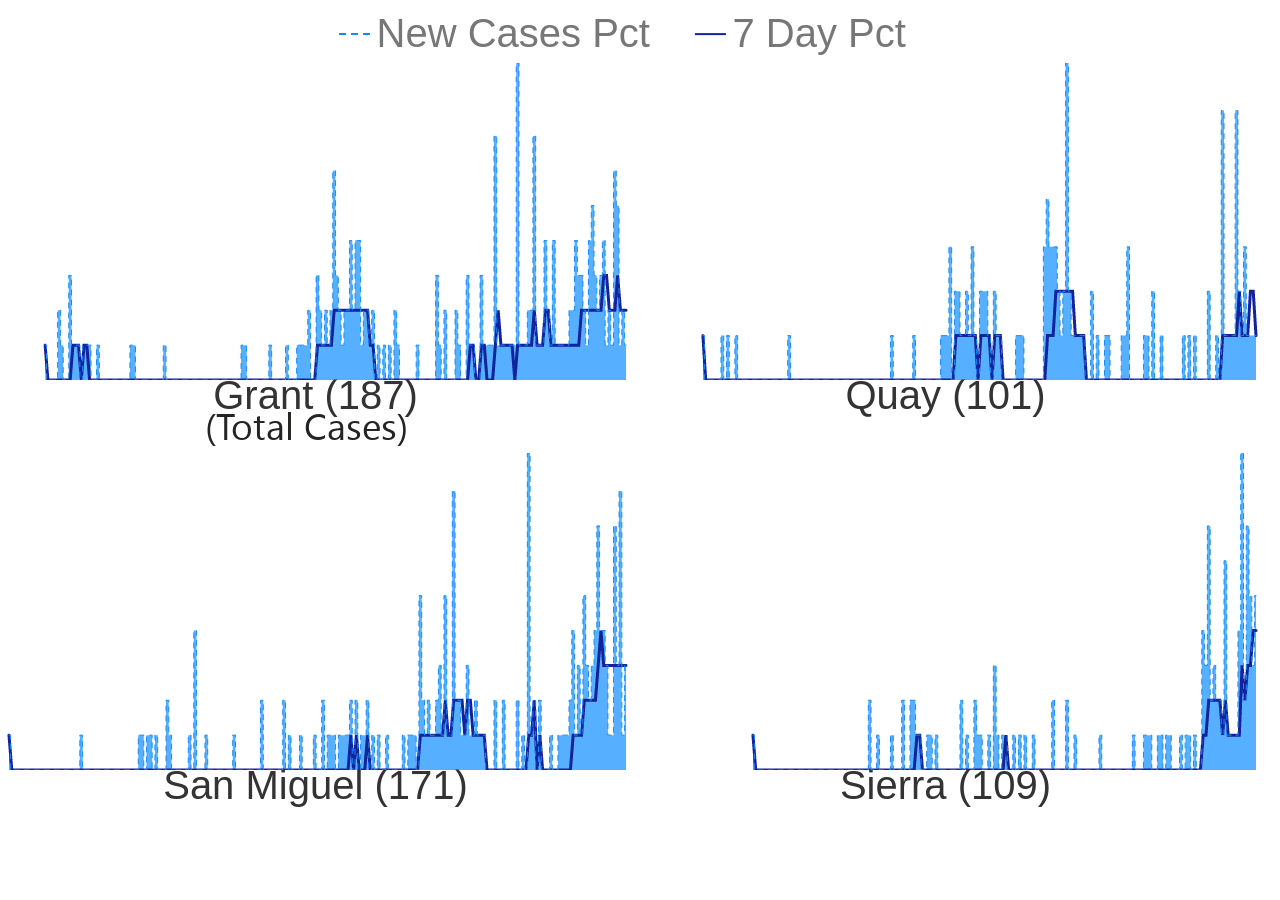 New Cases Pct 7 Day Pct
Grant (187)
(Total Cases)
Quay (101)
San Miguel (171)
Sierra (109)